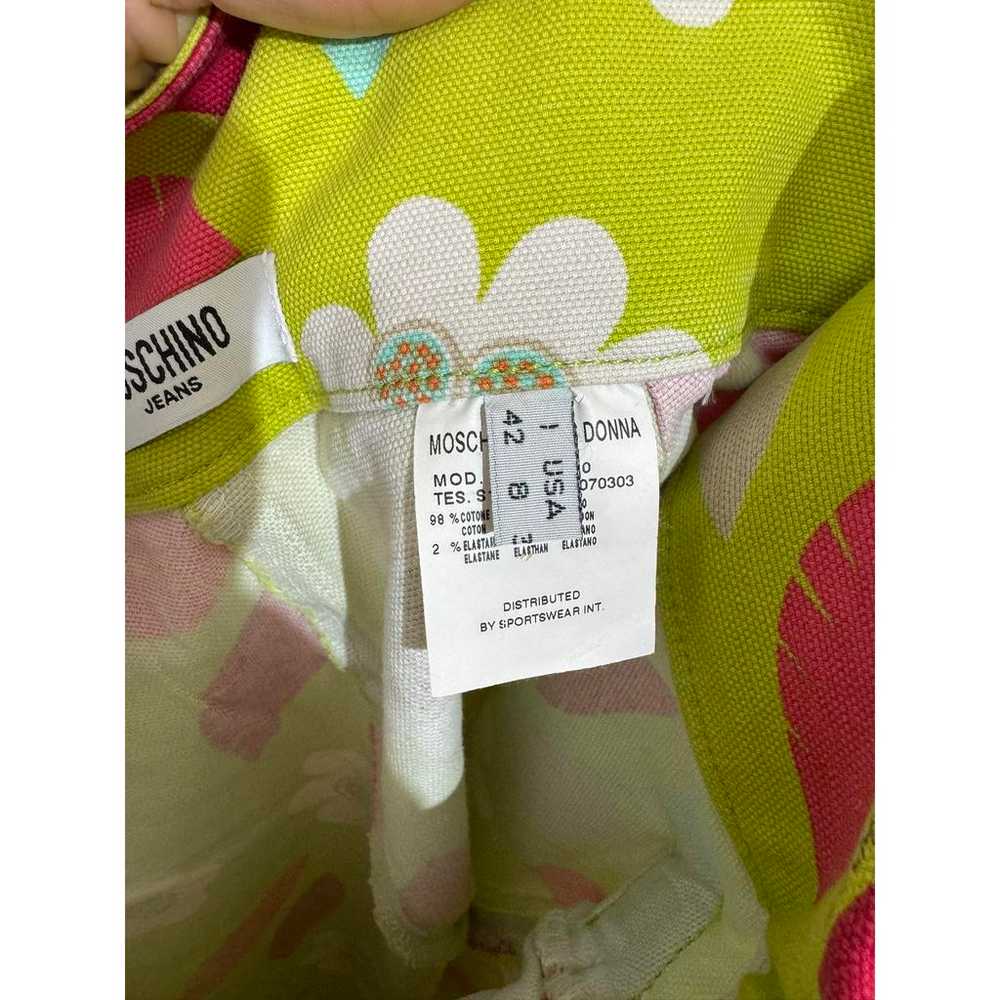 OSCHINO
JEANS
MOSCH DONNA
MOD. 0
TES. S 070303
98 % COTONE
COTON
2 % ELASTAN ELASTANO
ELASTANE ELASTHAN
DISTRIBUTED
BY SPORTSWEAR INT.
I USA
42 8